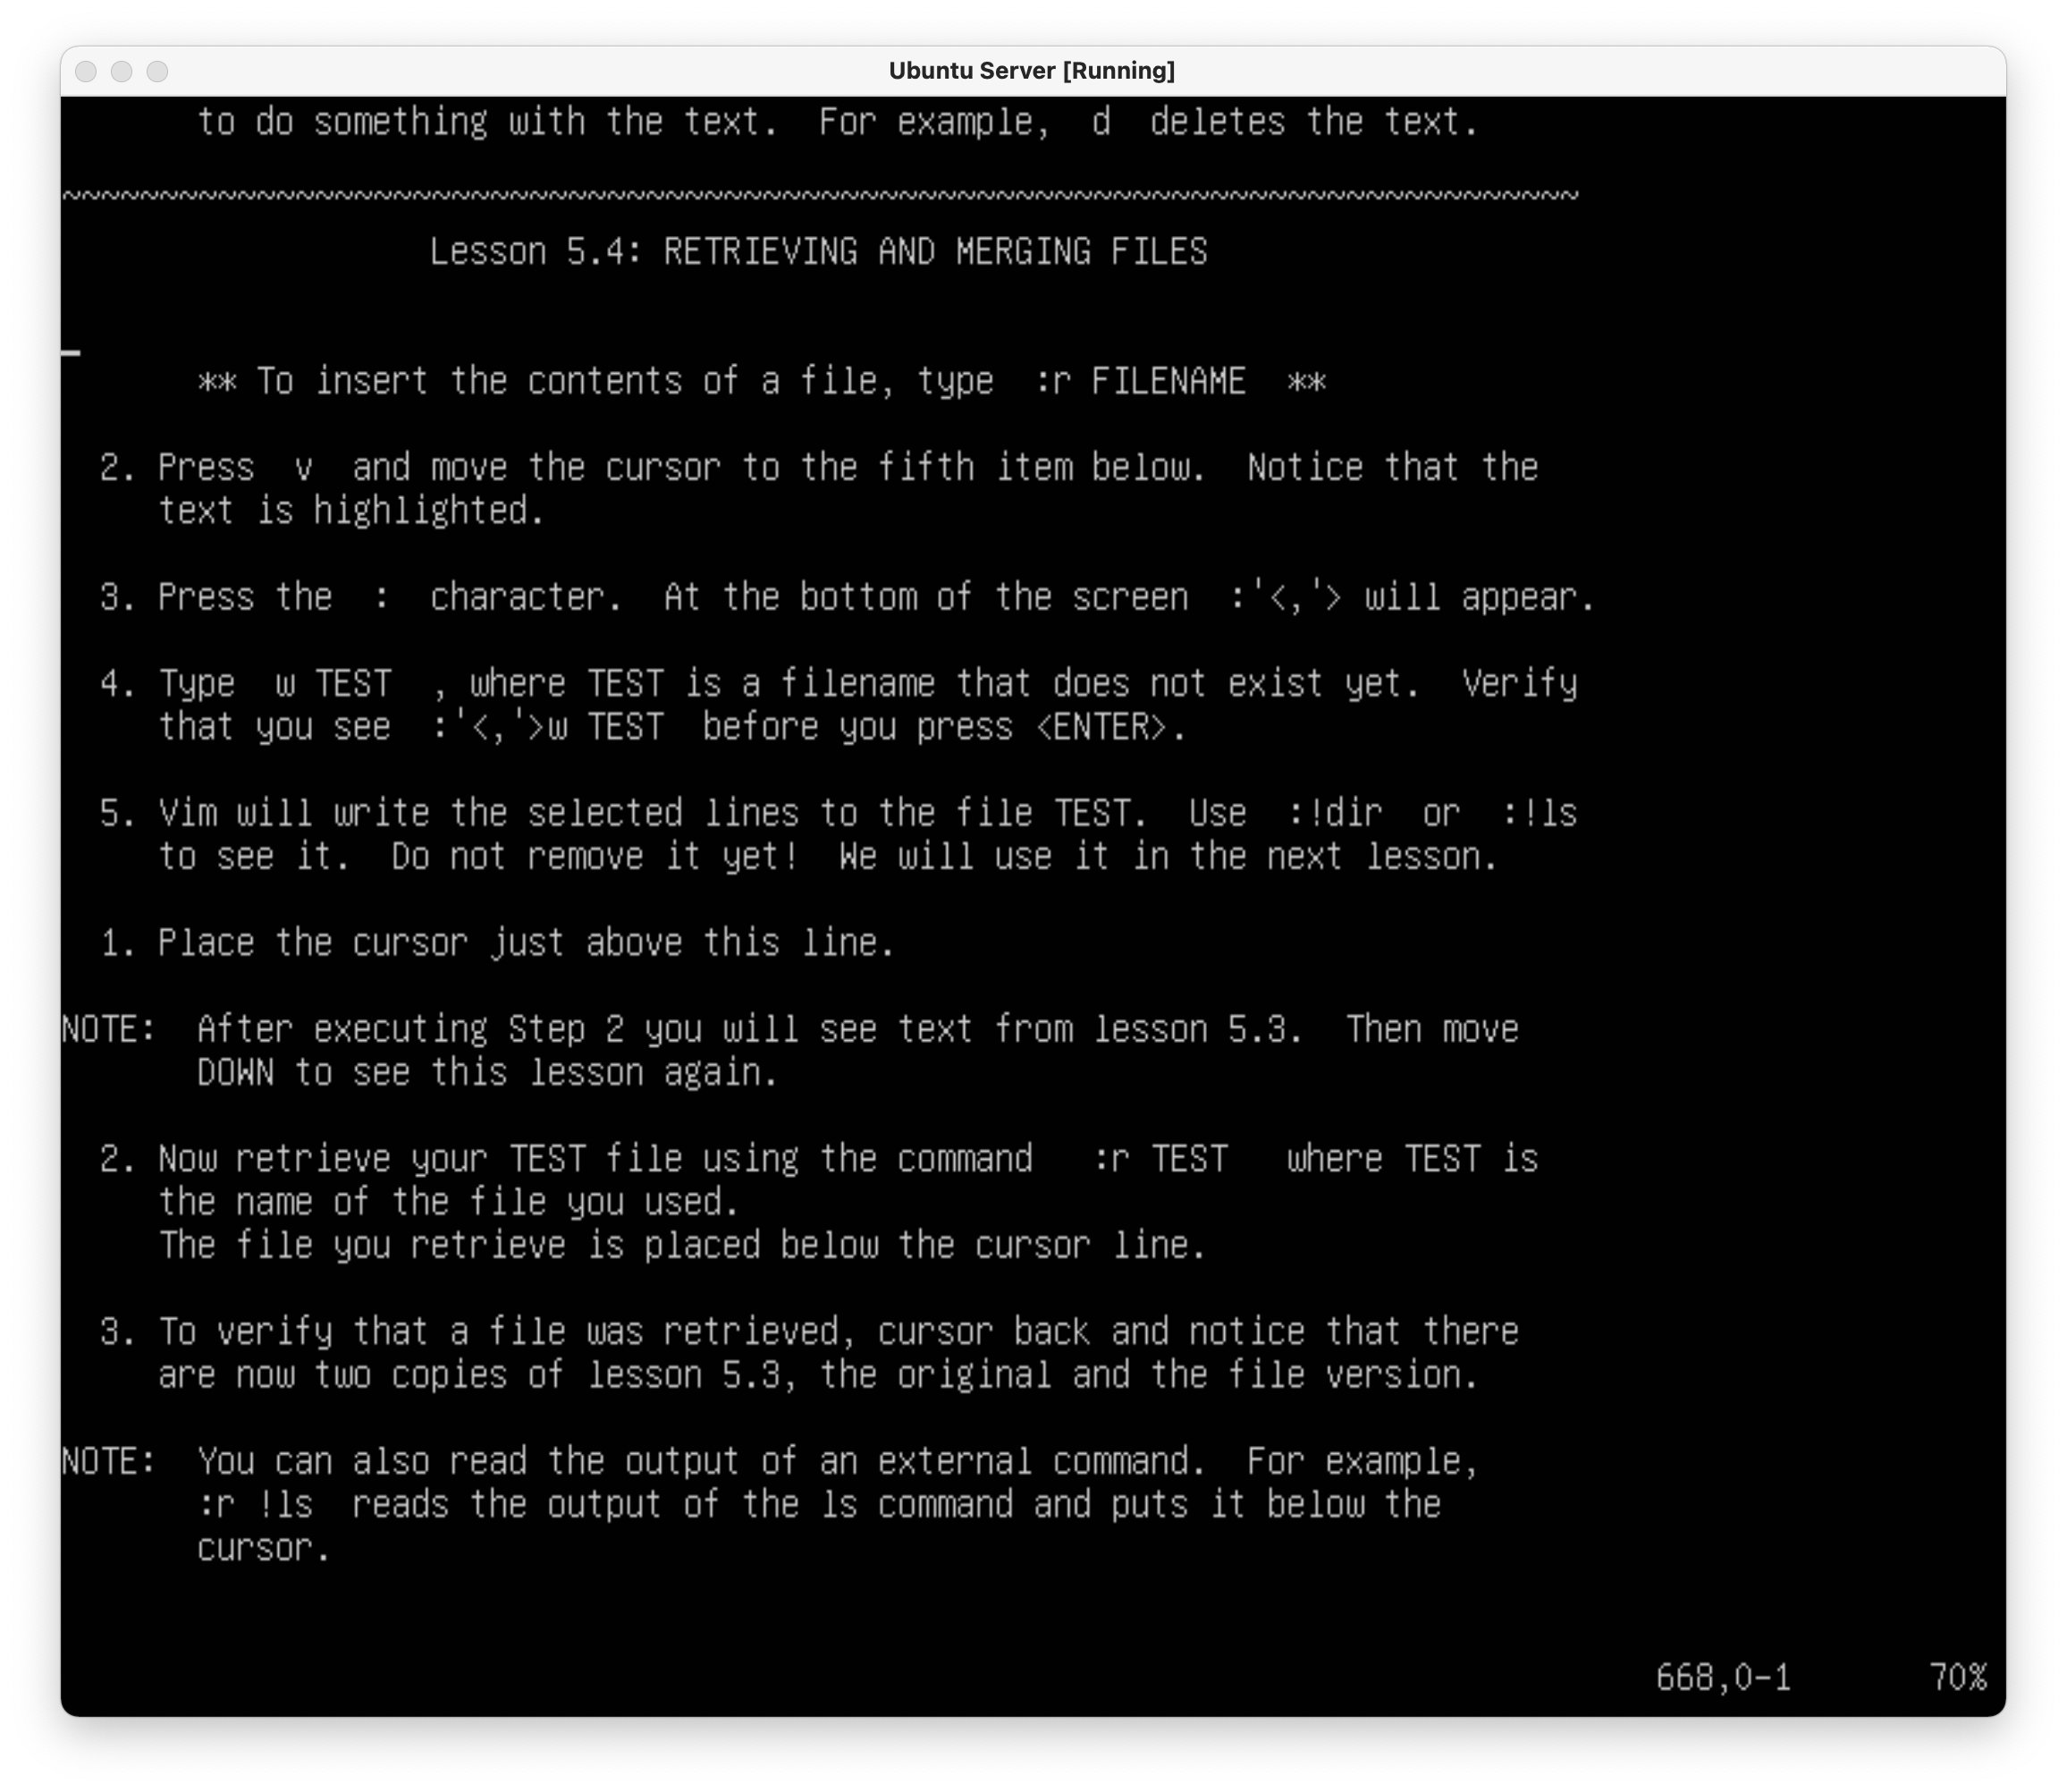 Ubuntu Server [Running]
to do something with the text.  For example,  d  deletes the text.
~~~~~~~~~~~~~~~~~~~~~~~~~~~~~~~~~~~~~~~~~~~~~~~~~~~~~~~~~~~~~~~~~~~~~~~~~~~~~~
Lesson 5.4: RETRIEVING AND MERGING FILES
** To insert the contents of a file, type  :r FILENAME  **
2. Press  v  and move the cursor to the fifth item below.  Notice that the
text is highlighted.
3. Press the  :  character.  At the bottom of the screen  :'<,'> will appear.
4. Type  w TEST  , where TEST is a filename that does not exist yet.  Verify
that you see  :'<,'>w TEST  before you press <ENTER>.
5. Vim will write the selected lines to the file TEST.  Use  :!dir  or  :!ls
to see it.  Do not remove it yet!  We will use it in the next lesson.
1. Place the cursor just above this line.
NOTE:  After executing Step 2 you will see text from lesson 5.3.  Then move
DOWN to see this lesson again.
2. Now retrieve your TEST file using the command   :r TEST   where TEST is
the name of the file you used.
The file you retrieve is placed below the cursor line.
3. To verify that a file was retrieved, cursor back and notice that there
are now two copies of lesson 5.3, the original and the file version.
NOTE:  You can also read the output of an external command.  For example,
:r !ls  reads the output of the ls command and puts it below the
cursor.
668,0-1       70%